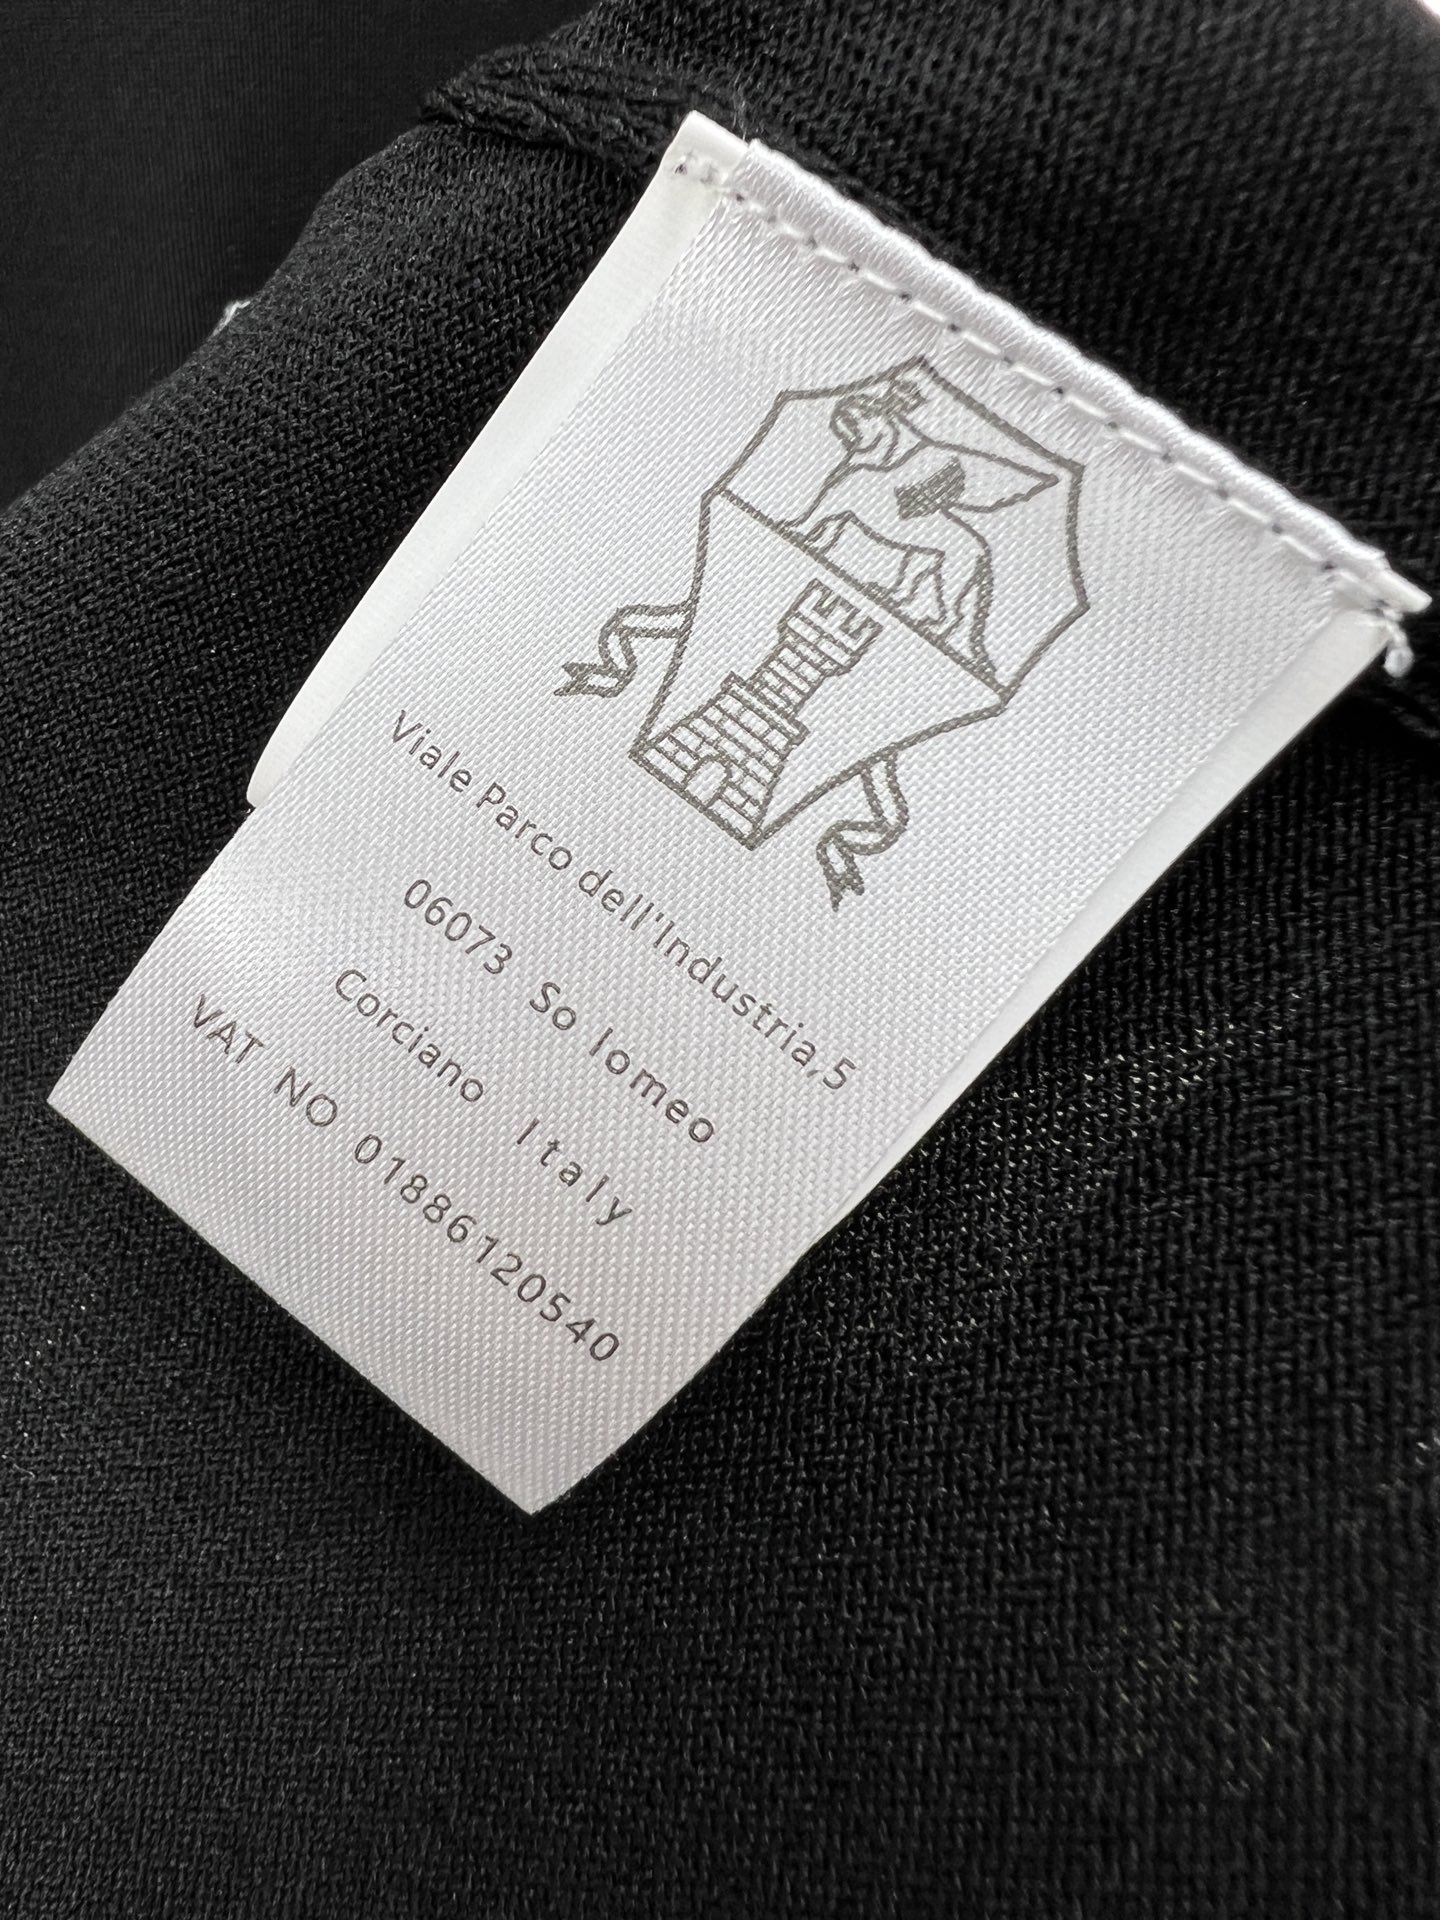 Viale Parco dell'Industria,5
06073 So lomeo
Corciano Italy
VAT NO 01886120540